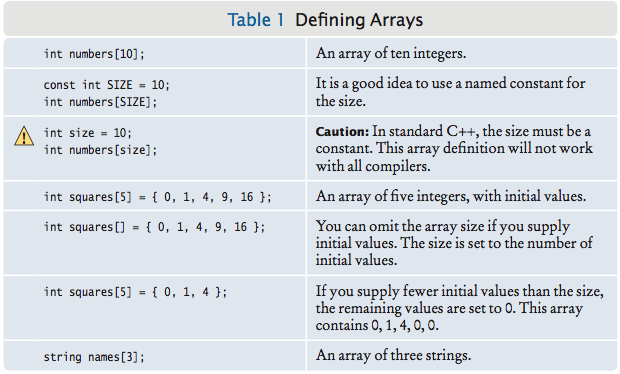 Table 1 Defining Arrays
int numbers[10];
An array of ten integers.
const int SIZE = 10;
int numbers[SIZE];
It is a good idea to use a named constant for
the size.
int size = 10;
int numbers[size];
Caution: In standard C++, the size must be a
constant. This array definition will not work
with all compilers.
int squares[5] = { 0, 1, 4, 9, 16 };
An array of five integers, with initial values.
int squares[] = { 0, 1, 4, 9, 16 };
You can omit the array size if you supply
initial values. The size is set to the number of
initial values.
int squares[5] = { 0, 1, 4 };
If you supply fewer initial values than the size,
the remaining values are set to 0. This array
contains 0, 1, 4, 0, 0.
string names[3];
An array of three strings.